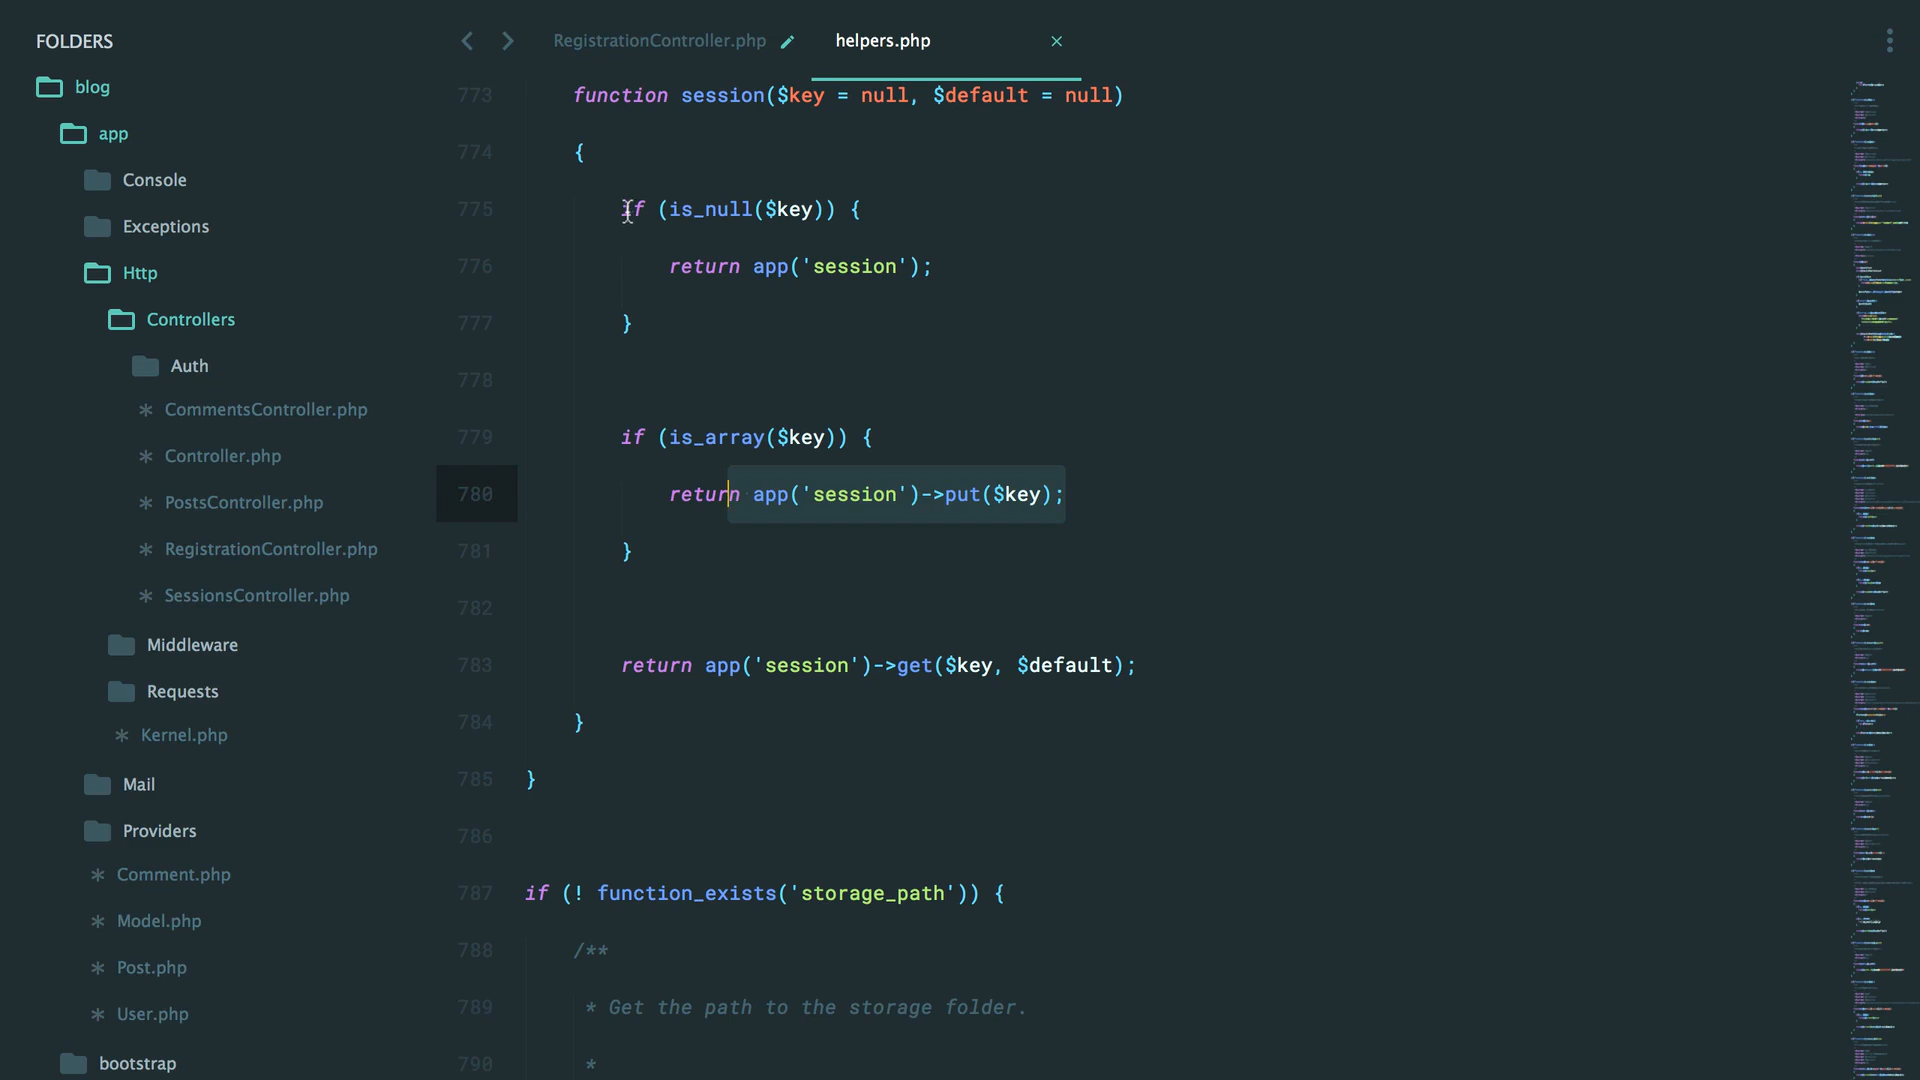 FOLDERS
blog
app
Console
Exceptions
Http
Controllers
Auth
CommentsController.php
Controller.php
PostsController.php
RegistrationController.php
SessionsController.php
Middleware
Requests
Kernel.php
Mail
Providers
Comment.php
Model.php
Post.php
User.php
bootstrap
RegistrationController.php
helpers.php
773 function session($key = null, $default = null)
774 {
775 if (is_null($key)) {
776 return app('session');
777 }
778
779 if (is_array($key)) {
780 return app('session')->put($key);
781 }
782
783 return app('session')->get($key, $default);
784 }
785 }
786
787 if (! function_exists('storage_path')) {
788 /**
789 * Get the path to the storage folder.
790 *